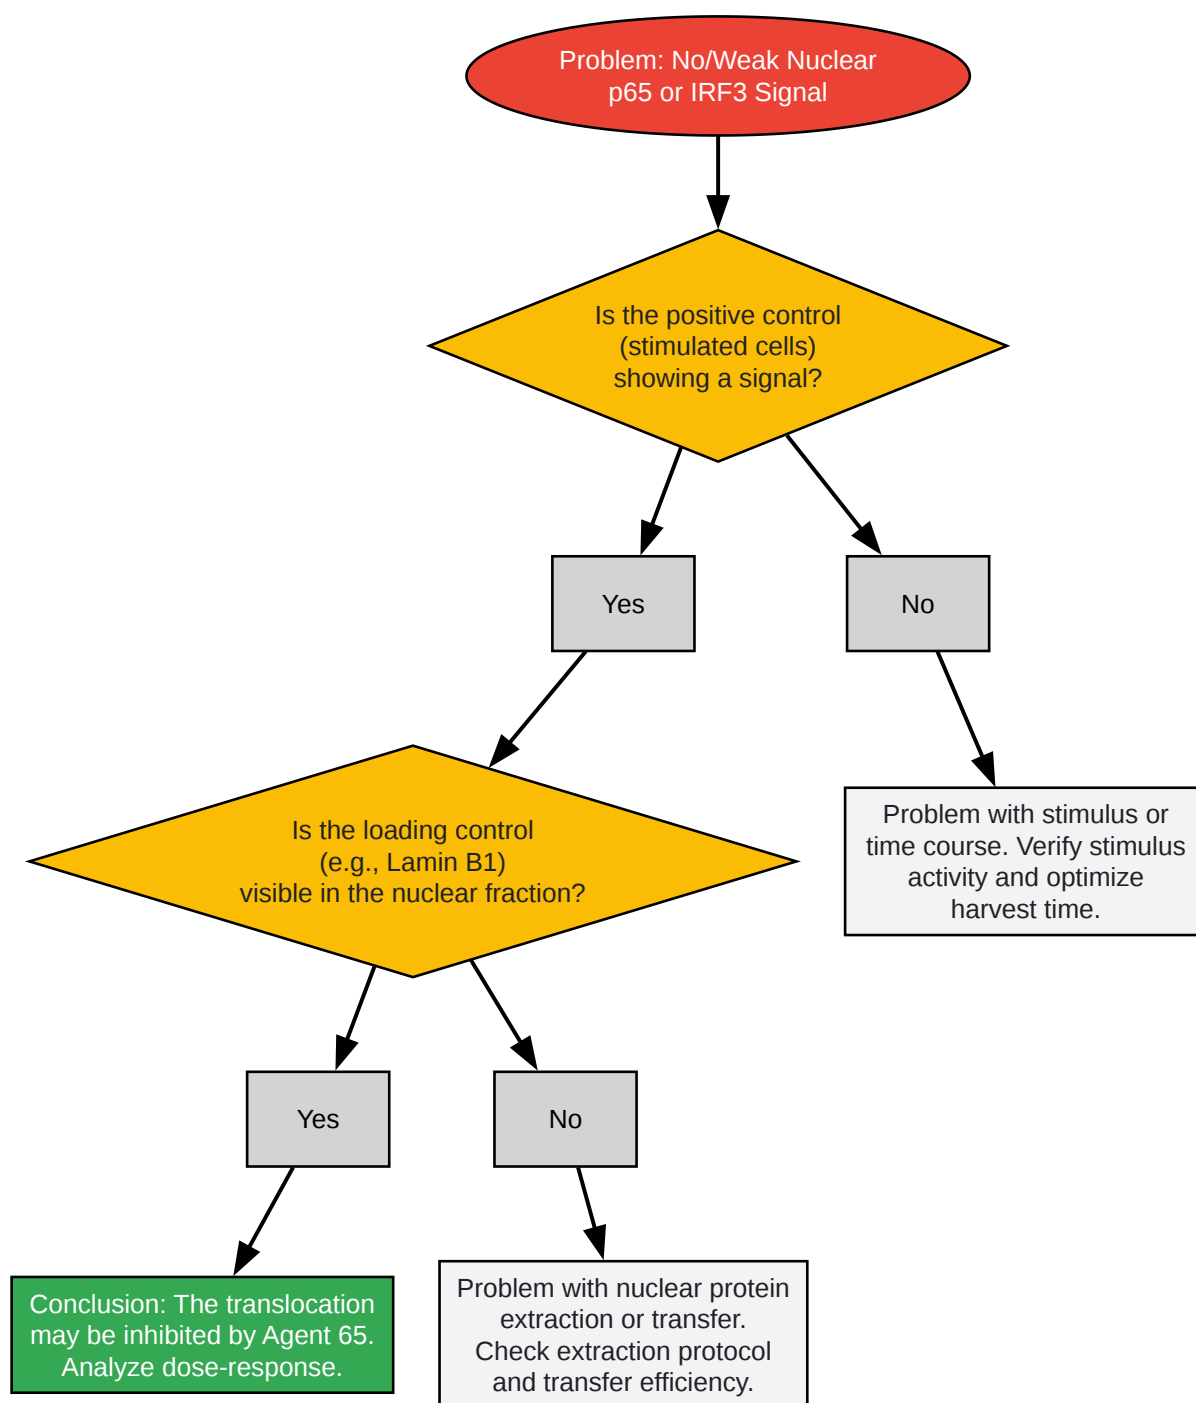 Problem: No/Weak Nuclear
p65 or IRF3 Signal
Is the positive control
(stimulated cells)
showing a signal?
Yes
No
Is the loading control
(e.g., Lamin B1)
visible in the nuclear fraction?
Problem with stimulus or
time course. Verify stimulus
activity and optimize
harvest time.
Yes
No
Conclusion: The translocation
may be inhibited by Agent 65.
Analyze dose-response.
Problem with nuclear protein
extraction or transfer.
Check extraction protocol
and transfer efficiency.